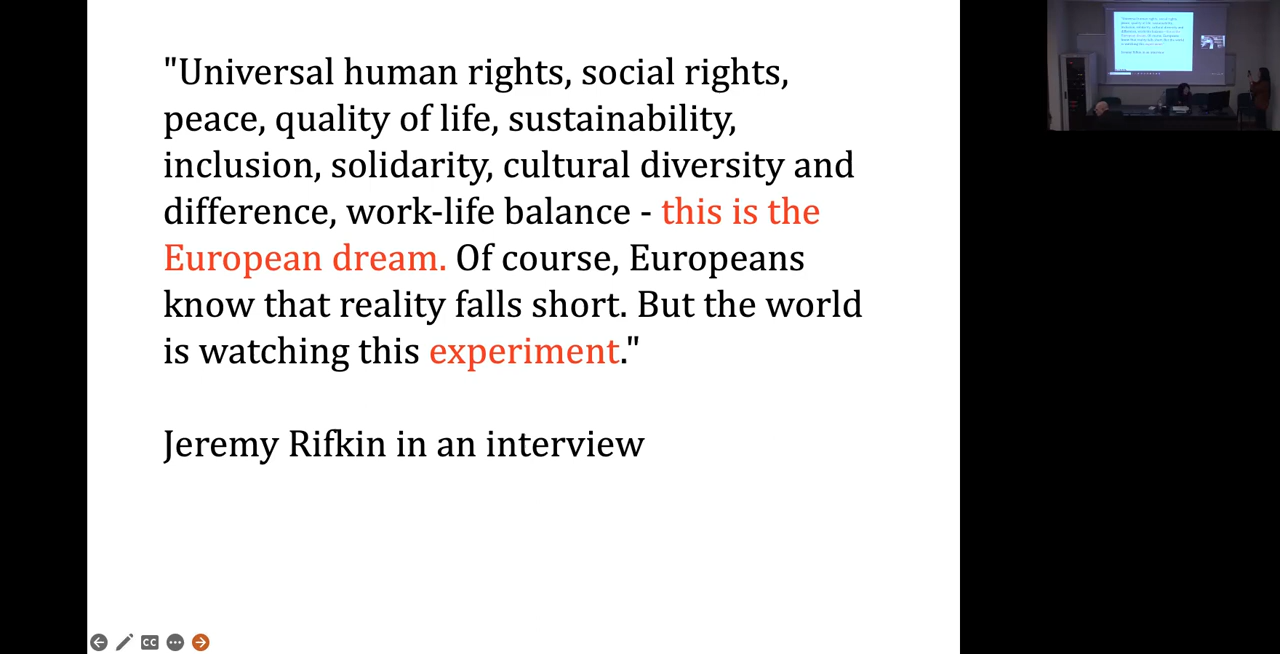 "Universal human rights, social rights,
peace, quality of life, sustainability,
inclusion, solidarity, cultural diversity and
difference, work-life balance - this is the
European dream. Of course, Europeans
know that reality falls short. But the world
is watching this experiment."
Jeremy Rifkin in an interview
CC